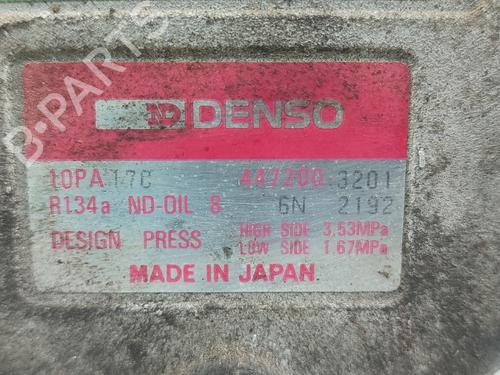 B-PARTS
ND DENSO
10PA17C 447200-3201
R134a ND-OIL 8 6N 2192
DESIGN PRESS HIGH SIDE 3.53MPa
LOW SIDE 1.67MPa
MADE IN JAPAN.